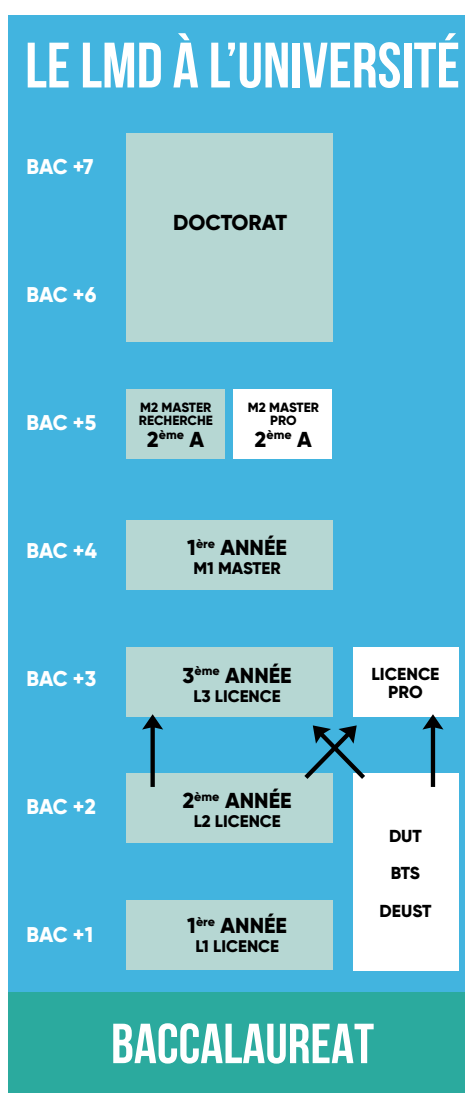 LE LMD À L'UNIVERSITÉ
BAC +7
DOCTORAT
BAC +6
BAC +5
M2 MASTER
RECHERCHE
2ème A
M2 MASTER
PRO
2ème A
BAC +4
1ère ANNÉE
M1 MASTER
BAC +3
3ème ANNÉE
L3 LICENCE
LICENCE
PRO
BAC +2
2ème ANNÉE
L2 LICENCE
DUT
BTS
DEUST
BAC +1
1ère ANNÉE
L1 LICENCE
BACCALAUREAT